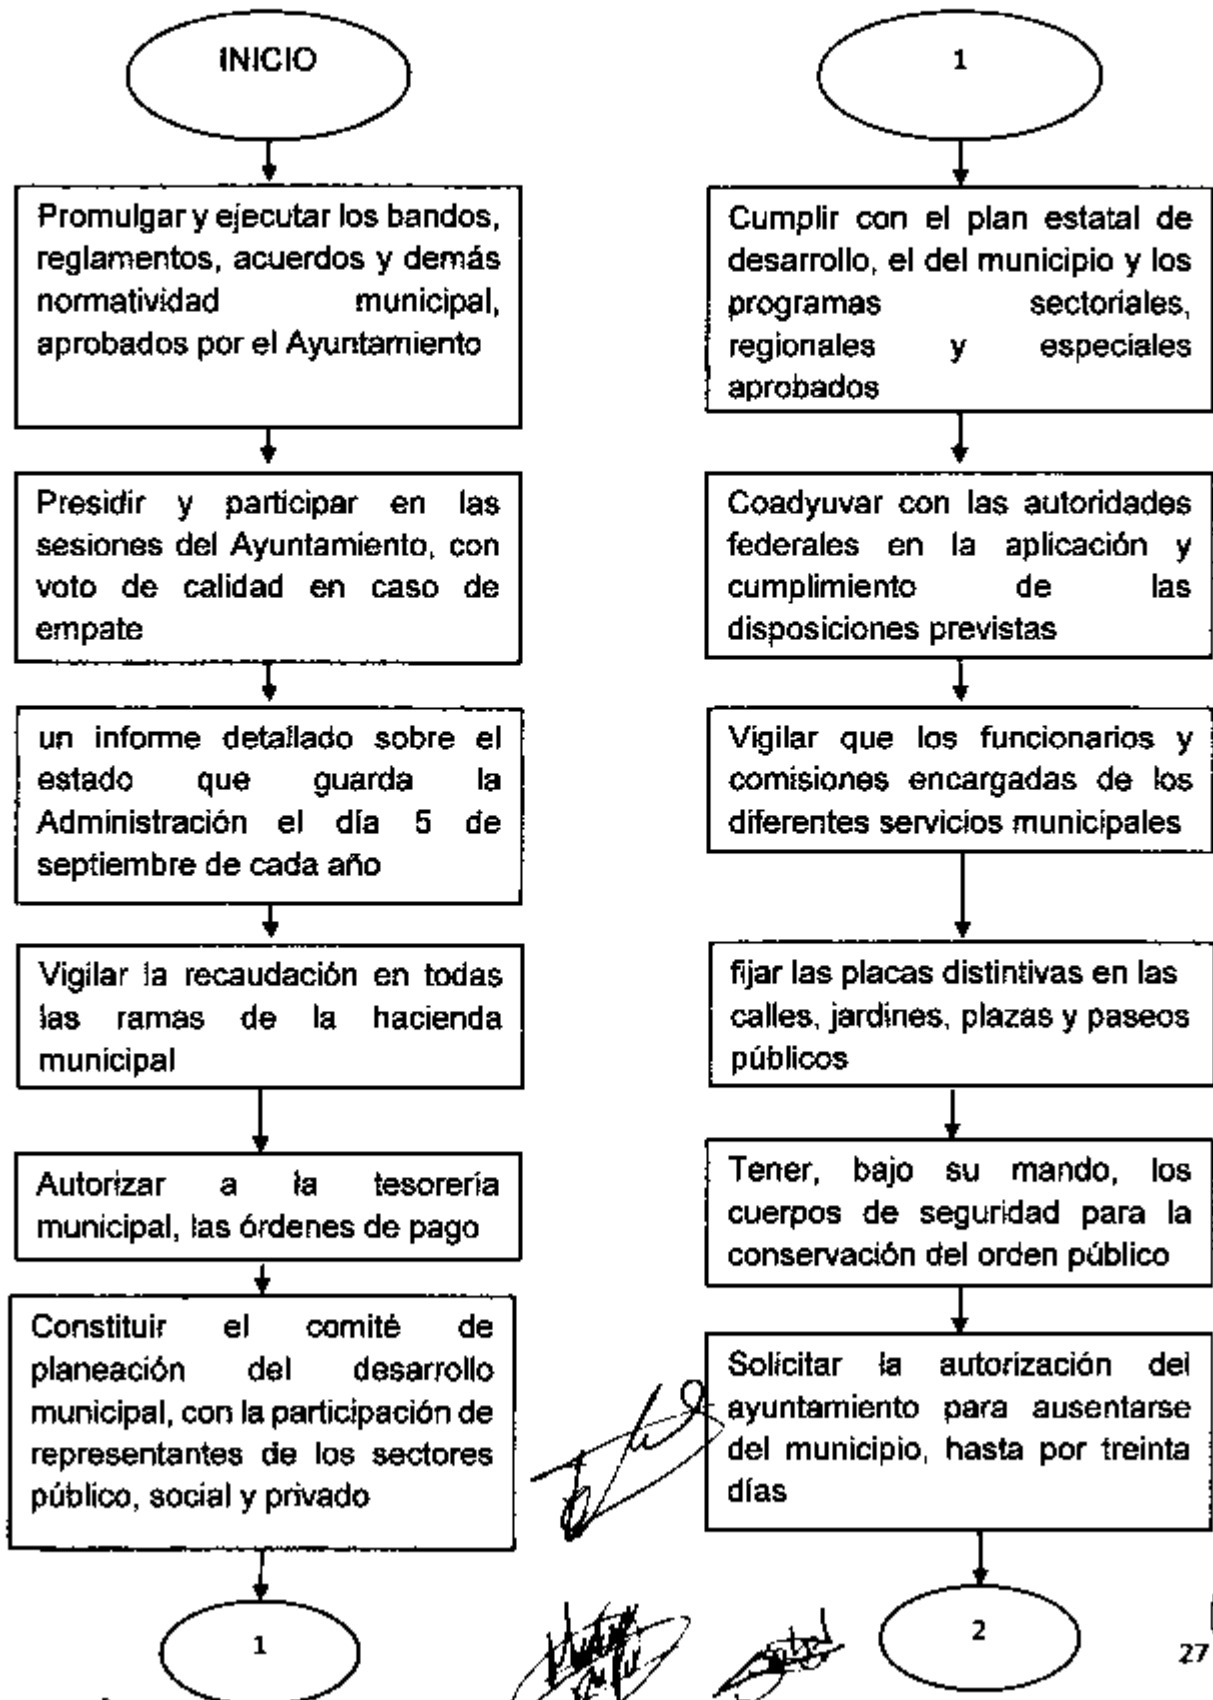 INICIO
Promulgar y ejecutar los bandos,
reglamentos, acuerdos y demás
normatividad municipal,
aprobados por el Ayuntamiento
Presidir y participar en las
sesiones del Ayuntamiento, con
voto de calidad en caso de
empate
un informe detallado sobre el
estado que guarda la
Administración el día 5 de
septiembre de cada año
Vigilar la recaudación en todas
las ramas de la hacienda
municipal
Autorizar a la tesorería
municipal, las órdenes de pago
Constituir el comité de
planeación del desarrollo
municipal, con la participación de
representantes de los sectores
público, social y privado
1
1
Cumplir con el plan estatal de
desarrollo, el del municipio y los
programas sectoriales,
regionales y especiales
aprobados
Coadyuvar con las autoridades
federales en la aplicación y
cumplimiento de las
disposiciones previstas
Vigilar que los funcionarios y
comisiones encargadas de los
diferentes servicios municipales
fijar las placas distintivas en las
calles, jardines, plazas y paseos
públicos
Tener, bajo su mando, los
cuerpos de seguridad para la
conservación del orden público
Solicitar la autorización del
ayuntamiento para ausentarse
del municipio, hasta por treinta
días
2
27